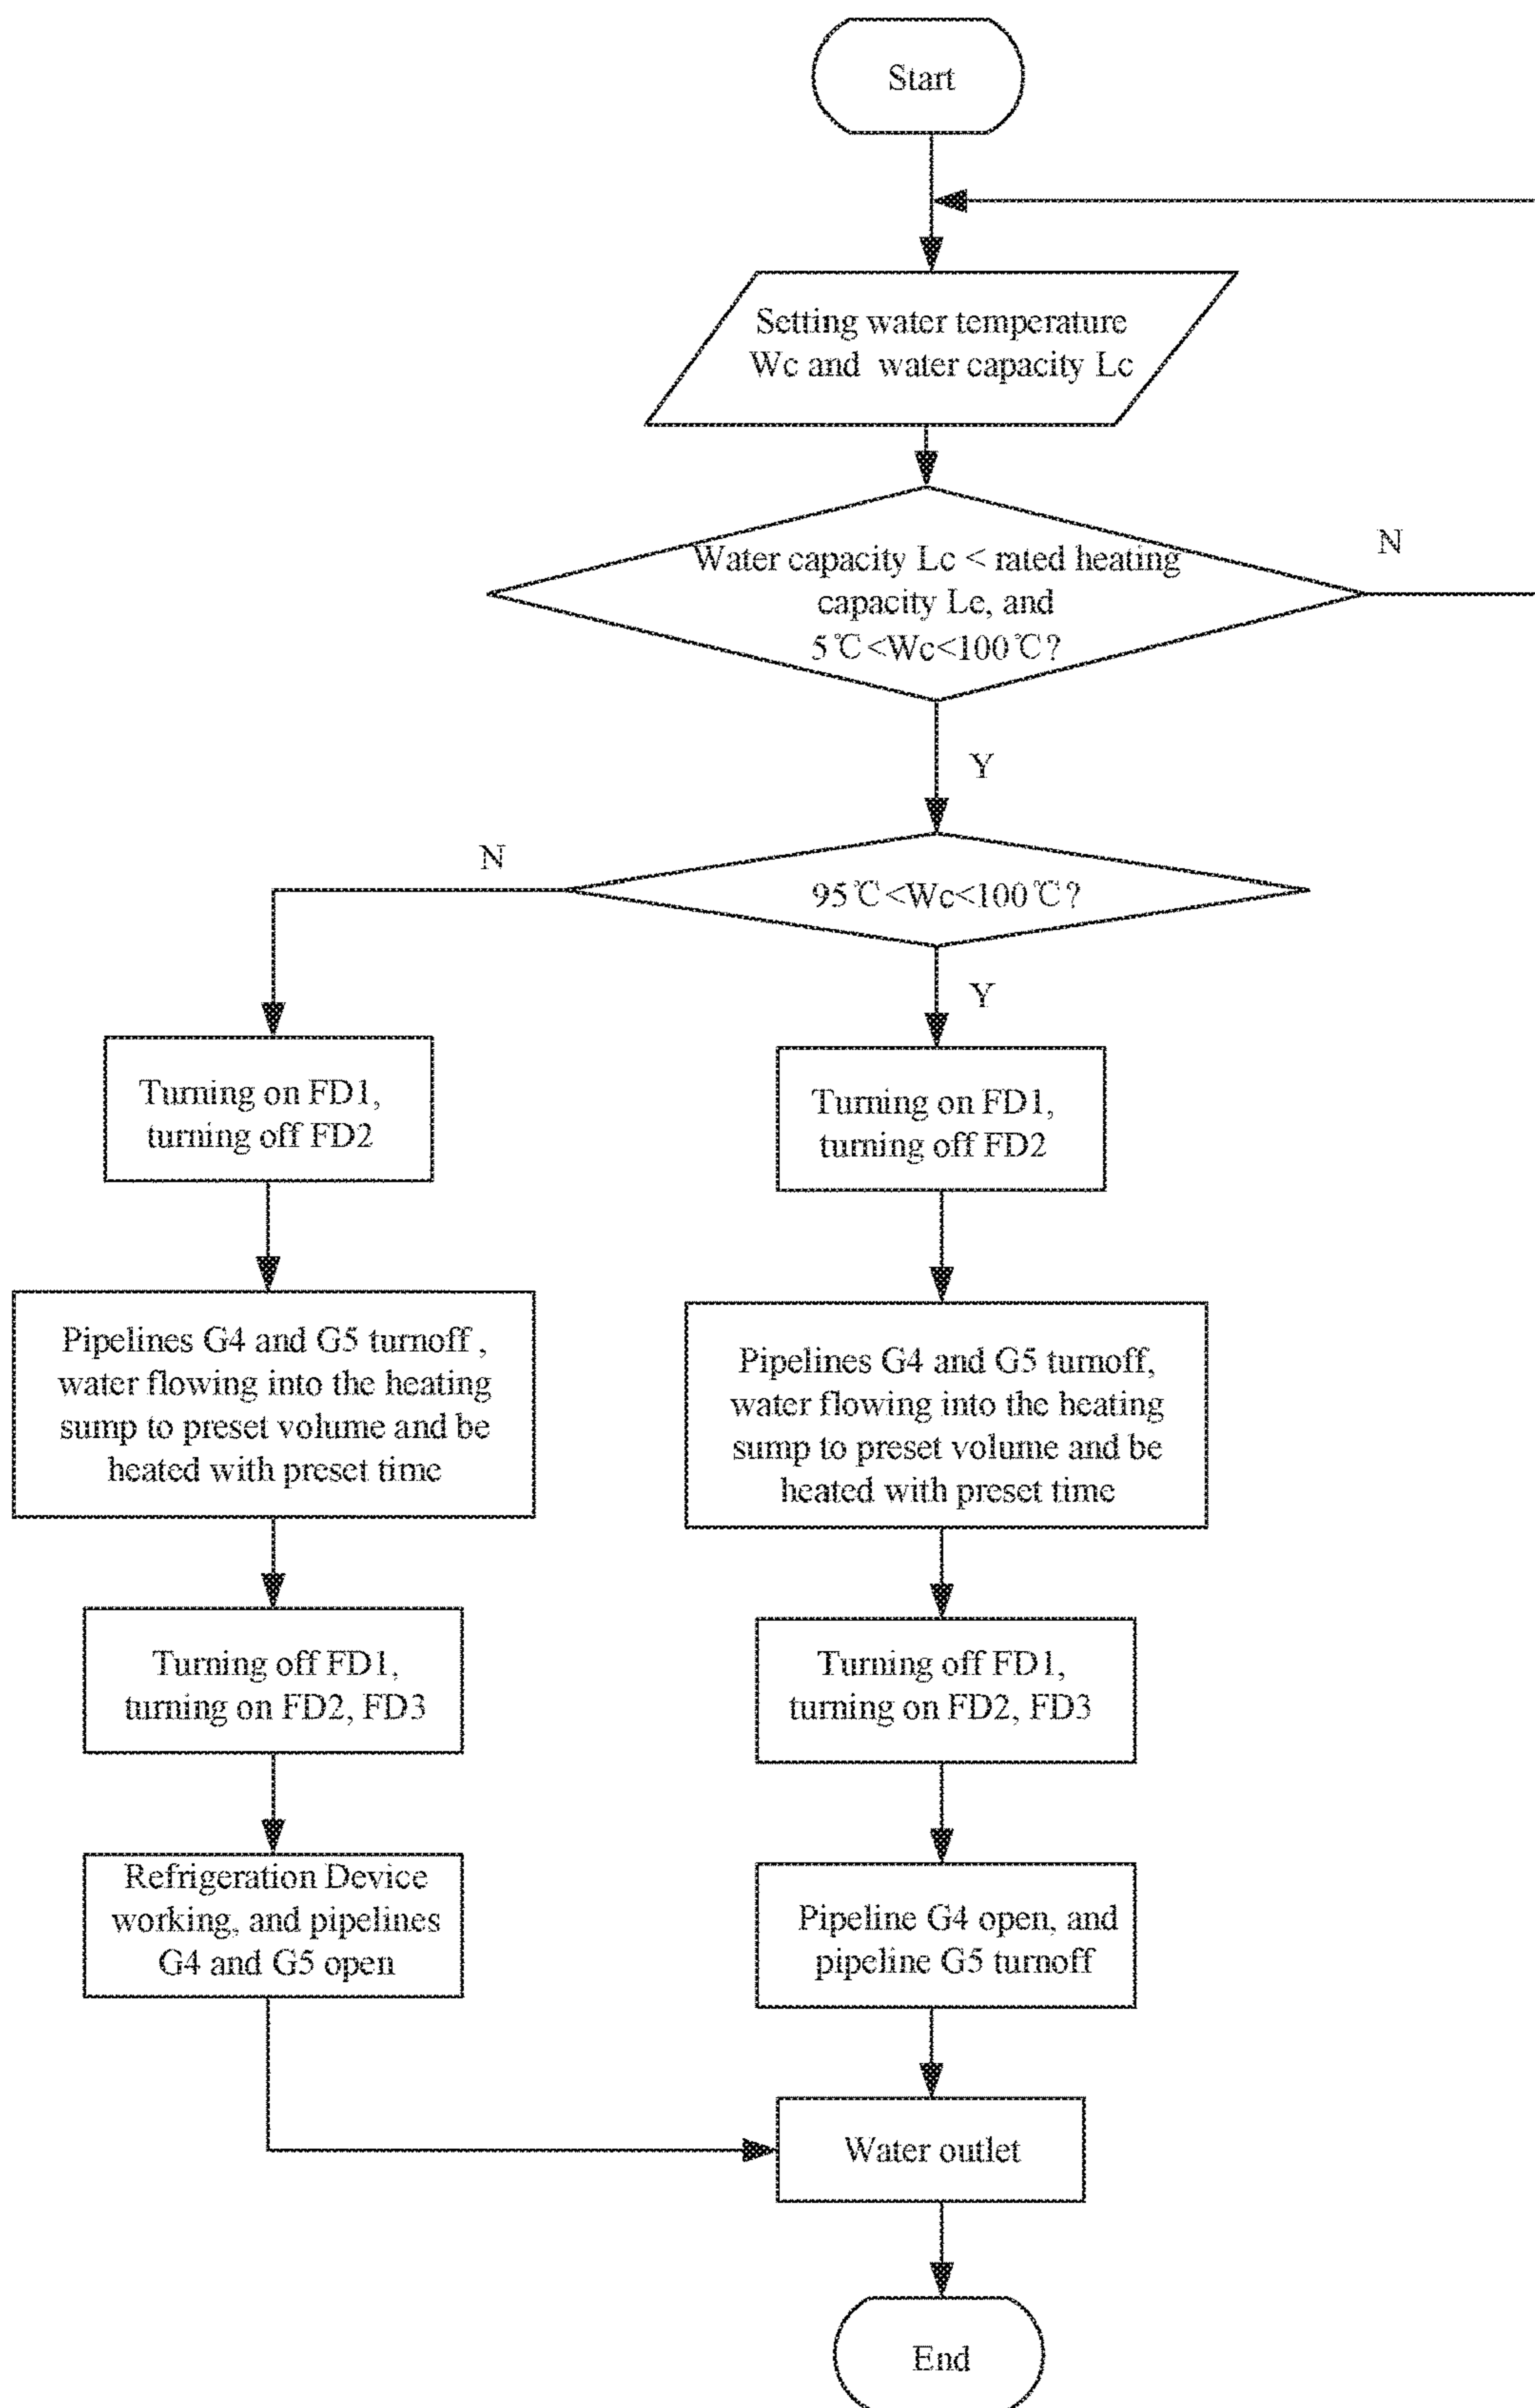 Start
Setting water temperature
Wc and water capacity Lc
Water capacity Lc < rated heating
capacity Le, and
5℃<Wc<100℃?
N
Y
95℃<Wc<100℃?
N
Y
Turning on FD1,
turning off FD2
Pipelines G4 and G5 turnoff ,
water flowing into the heating
sump to preset volume and be
heated with preset time
Turning off FD1,
turning on FD2, FD3
Refrigeration Device
working, and pipelines
G4 and G5 open
Turning on FD1,
turning off FD2
Pipelines G4 and G5 turnoff,
water flowing into the heating
sump to preset volume and be
heated with preset time
Turning off FD1,
turning on FD2, FD3
Pipeline G4 open, and
pipeline G5 turnoff
Water outlet
End